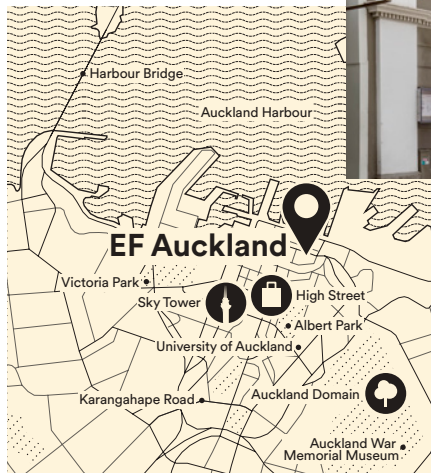 Harbour Bridge
Auckland Harbour
EF Auckland
Victoria Park
Sky Tower
High Street
Albert Park
University of Auckland
Karangahape Road
Auckland Domain
Auckland War
Memorial Museum